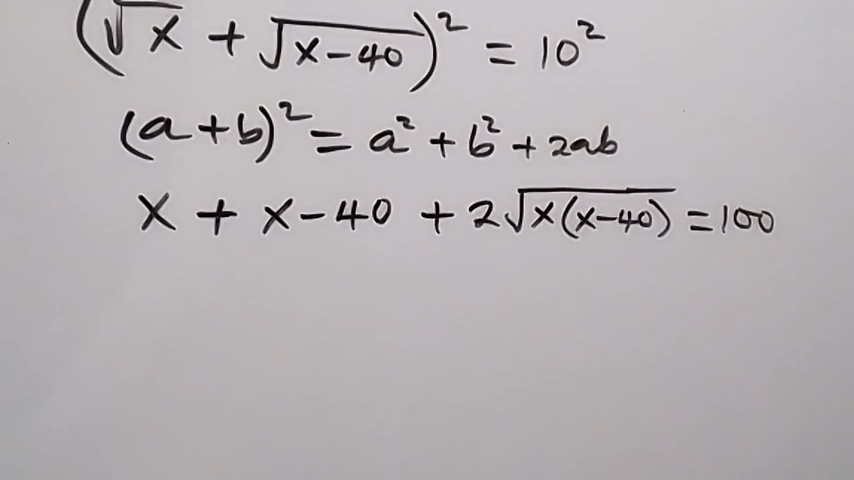 (√x + √(x-40))² = 10²
(a+b)² = a² + b² + 2ab
x + x-40 + 2√(x(x-40)) = 100